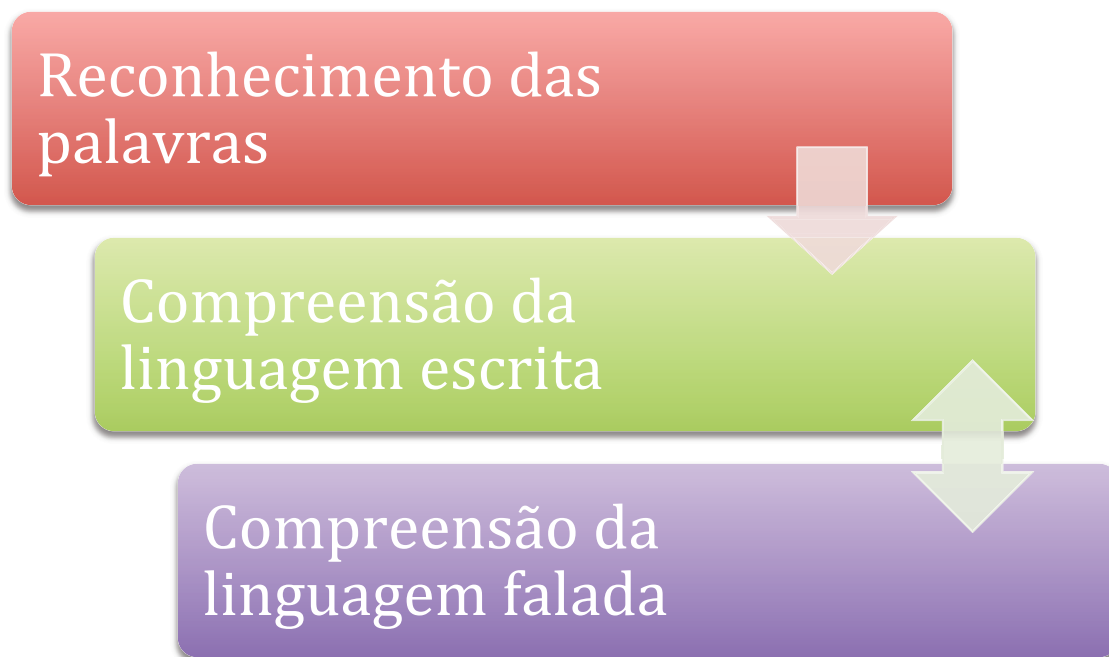 Reconhecimento das
palavras
Compreensão da
linguagem escrita
Compreensão da
linguagem falada